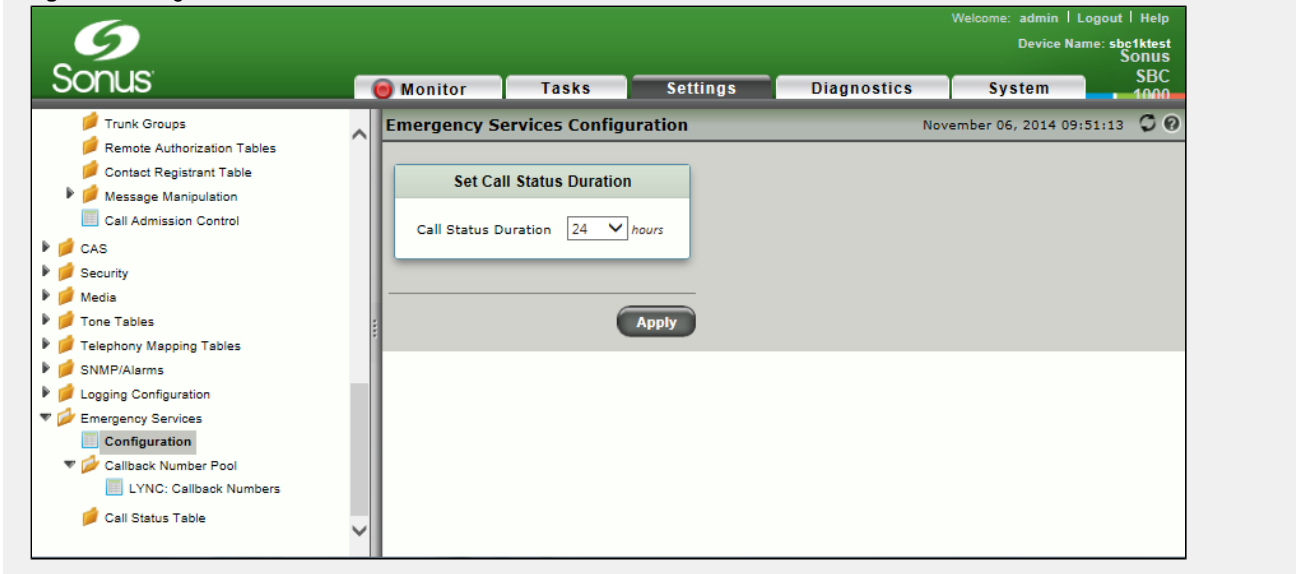 Welcome: admin | Logout | Help
Device Name: sbc1ktest
Sonus
SBC
1000
Sonus
Monitor
Tasks
Settings
Diagnostics
System
Trunk Groups
Remote Authorization Tables
Contact Registrant Table
Message Manipulation
Call Admission Control
CAS
Security
Media
Tone Tables
Telephony Mapping Tables
SNMP/Alarms
Logging Configuration
Emergency Services
Configuration
Callback Number Pool
LYNC: Callback Numbers
Call Status Table
Emergency Services Configuration
November 06, 2014 09:51:13
Set Call Status Duration
Call Status Duration 24 hours
Apply